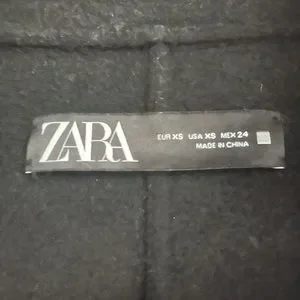 ZARA
EUR XS USA XS MEX 24
MADE IN CHINA